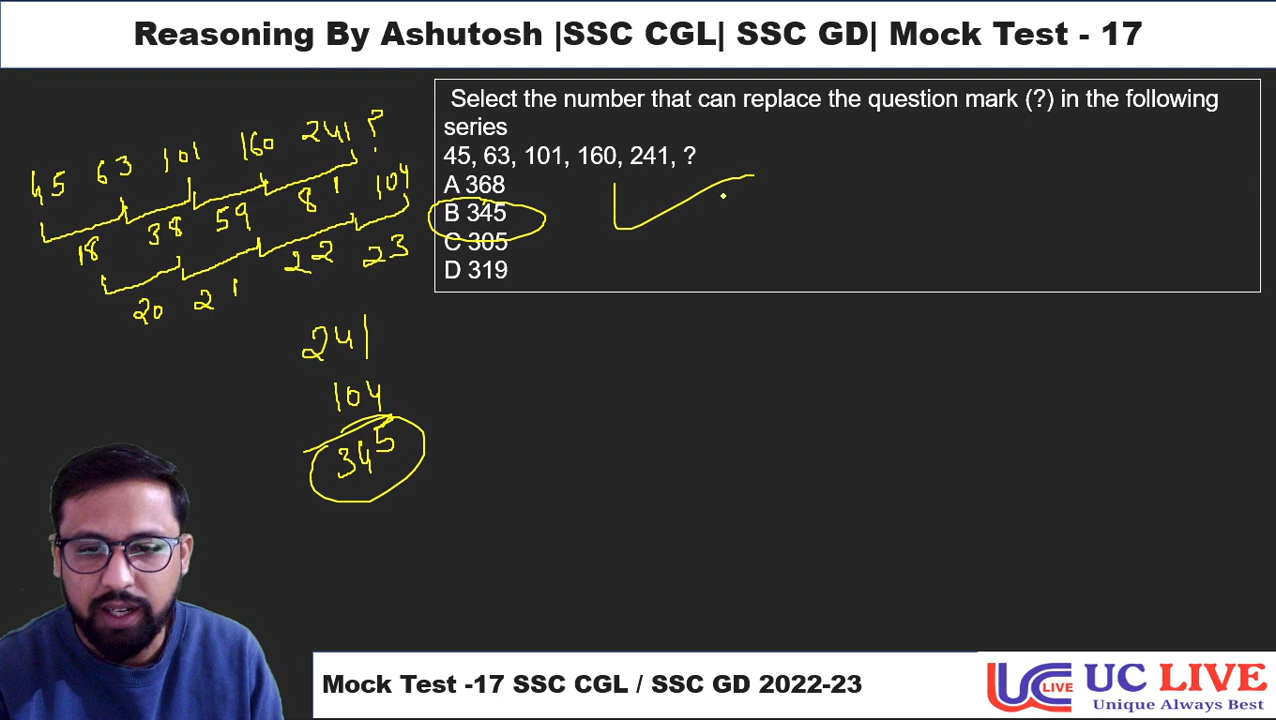 Reasoning By Ashutosh |SSC CGL| SSC GD| Mock Test - 17
Select the number that can replace the question mark (?) in the following
series
45, 63, 101, 160, 241, ?
A 368
B 345
C 305
D 319
45 63 101 160 241 ?
18 38 59 81 104
20 21 22 23
241
104
345
Mock Test -17 SSC CGL / SSC GD 2022-23
UC LIVE
UC LIVE
Unique Always Best